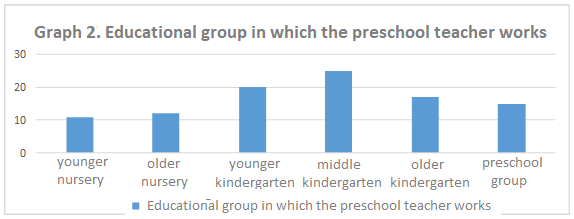 Graph 2. Educational group in which the preschool teacher works
30
20
10
0
younger nursery
older nursery
younger kindergarten
middle kindergarten
older kindergarten
preschool group
Educational group in which the preschool teacher works